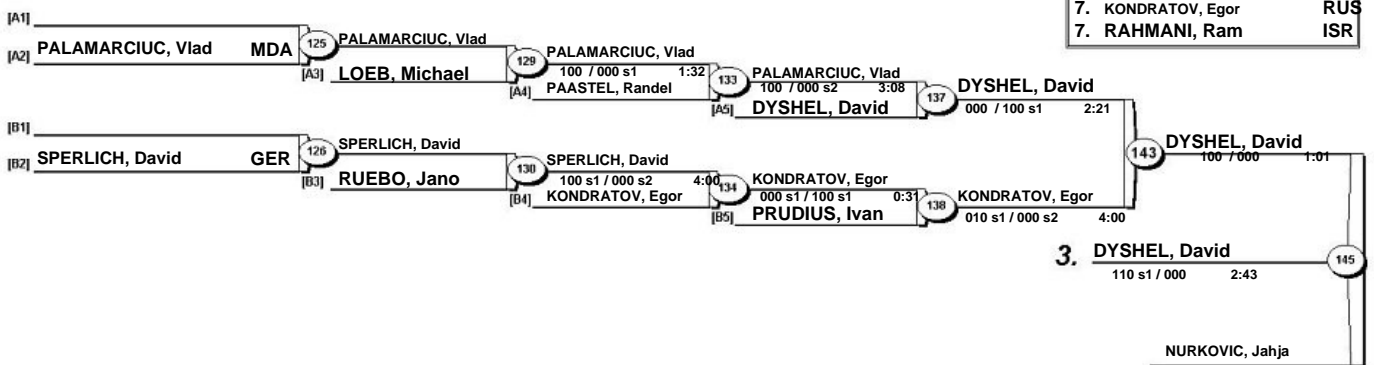 7. KONDRATOV, Egor RUS
7. RAHMANI, Ram ISR
[A1]
[A2] PALAMARCIUC, Vlad MDA
125
PALAMARCIUC, Vlad
[A3] LOEB, Michael
129
PALAMARCIUC, Vlad
100 / 000 s1 1:32
[A4] PAASTEL, Randel
133
PALAMARCIUC, Vlad
100 / 000 s2 3:08
[A5] DYSHEL, David
137
DYSHEL, David
000 / 100 s1 2:21
[B1]
[B2] SPERLICH, David GER
126
SPERLICH, David
[B3] RUEBO, Jano
130
SPERLICH, David
100 s1 / 000 s2 4:00
[B4] KONDRATOV, Egor
134
KONDRATOV, Egor
000 s1 / 100 s1 0:31
[B5] PRUDIUS, Ivan
138
KONDRATOV, Egor
010 s1 / 000 s2 4:00
143
DYSHEL, David
100 / 000 1:01
3. DYSHEL, David
110 s1 / 000 2:43
145
NURKOVIC, Jahja